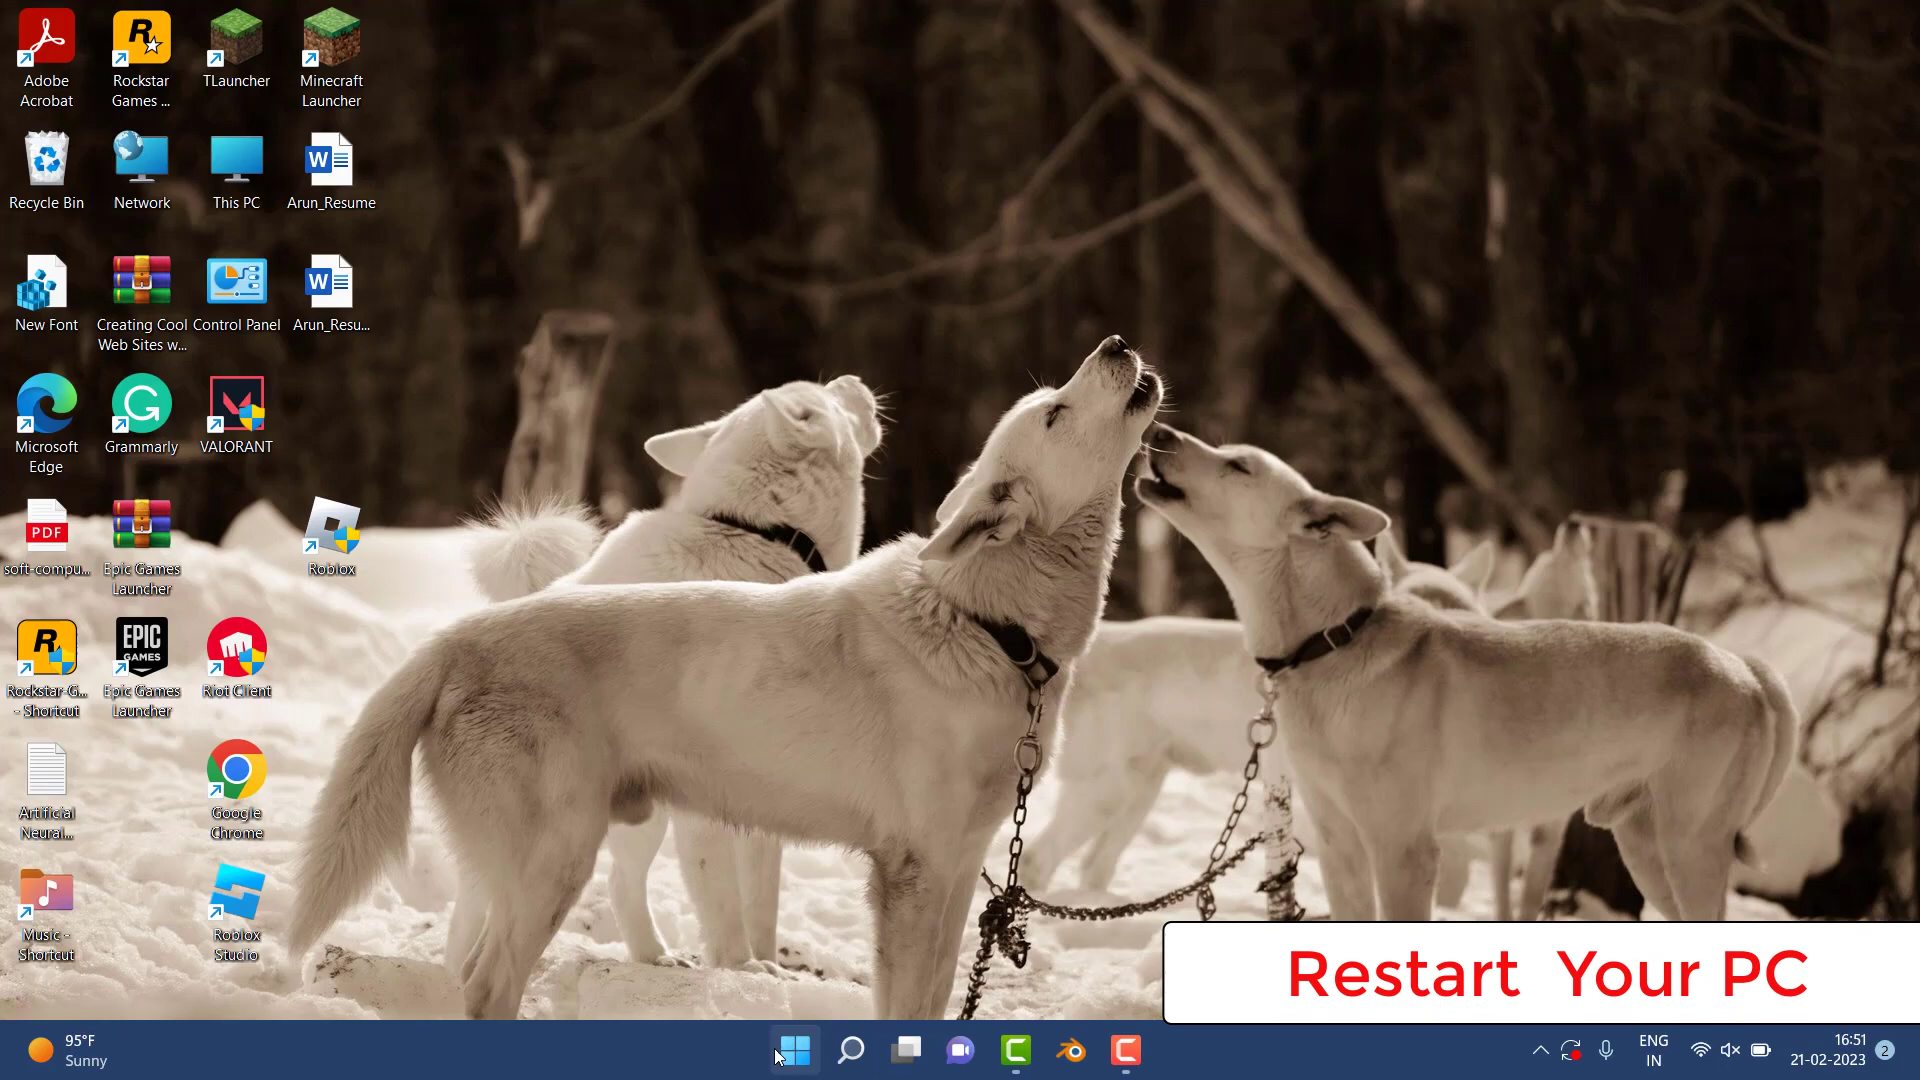 Adobe
Acrobat
Rockstar
Games ...
TLauncher
Minecraft
Launcher
Recycle Bin
Network
This PC
Arun_Resume
New Font
Creating Cool
Web Sites w...
Control Panel
Arun_Resu...
Microsoft
Edge
Grammarly
VALORANT
PDF
soft-compu...
Epic Games
Launcher
Roblox
EPIC
GAMES
Rockstar-G...
- Shortcut
Epic Games
Launcher
Riot Client
Artificial
Neural...
Google
Chrome
Music -
Shortcut
Roblox
Studio
Restart Your PC
95°F
Sunny
ENG
IN
16:51
21-02-2023
2